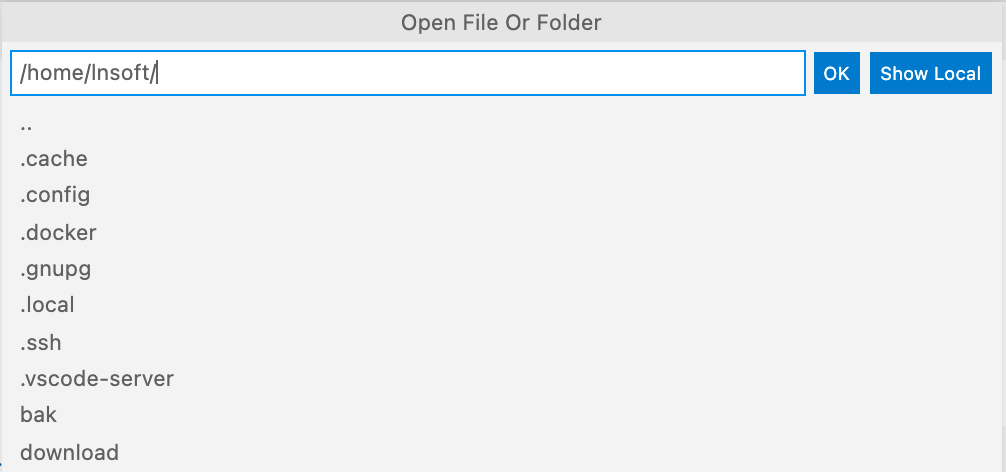 Open File Or Folder
/home/lnsoft/
OK
Show Local
..
.cache
.config
.docker
.gnupg
.local
.ssh
.vscode-server
bak
download